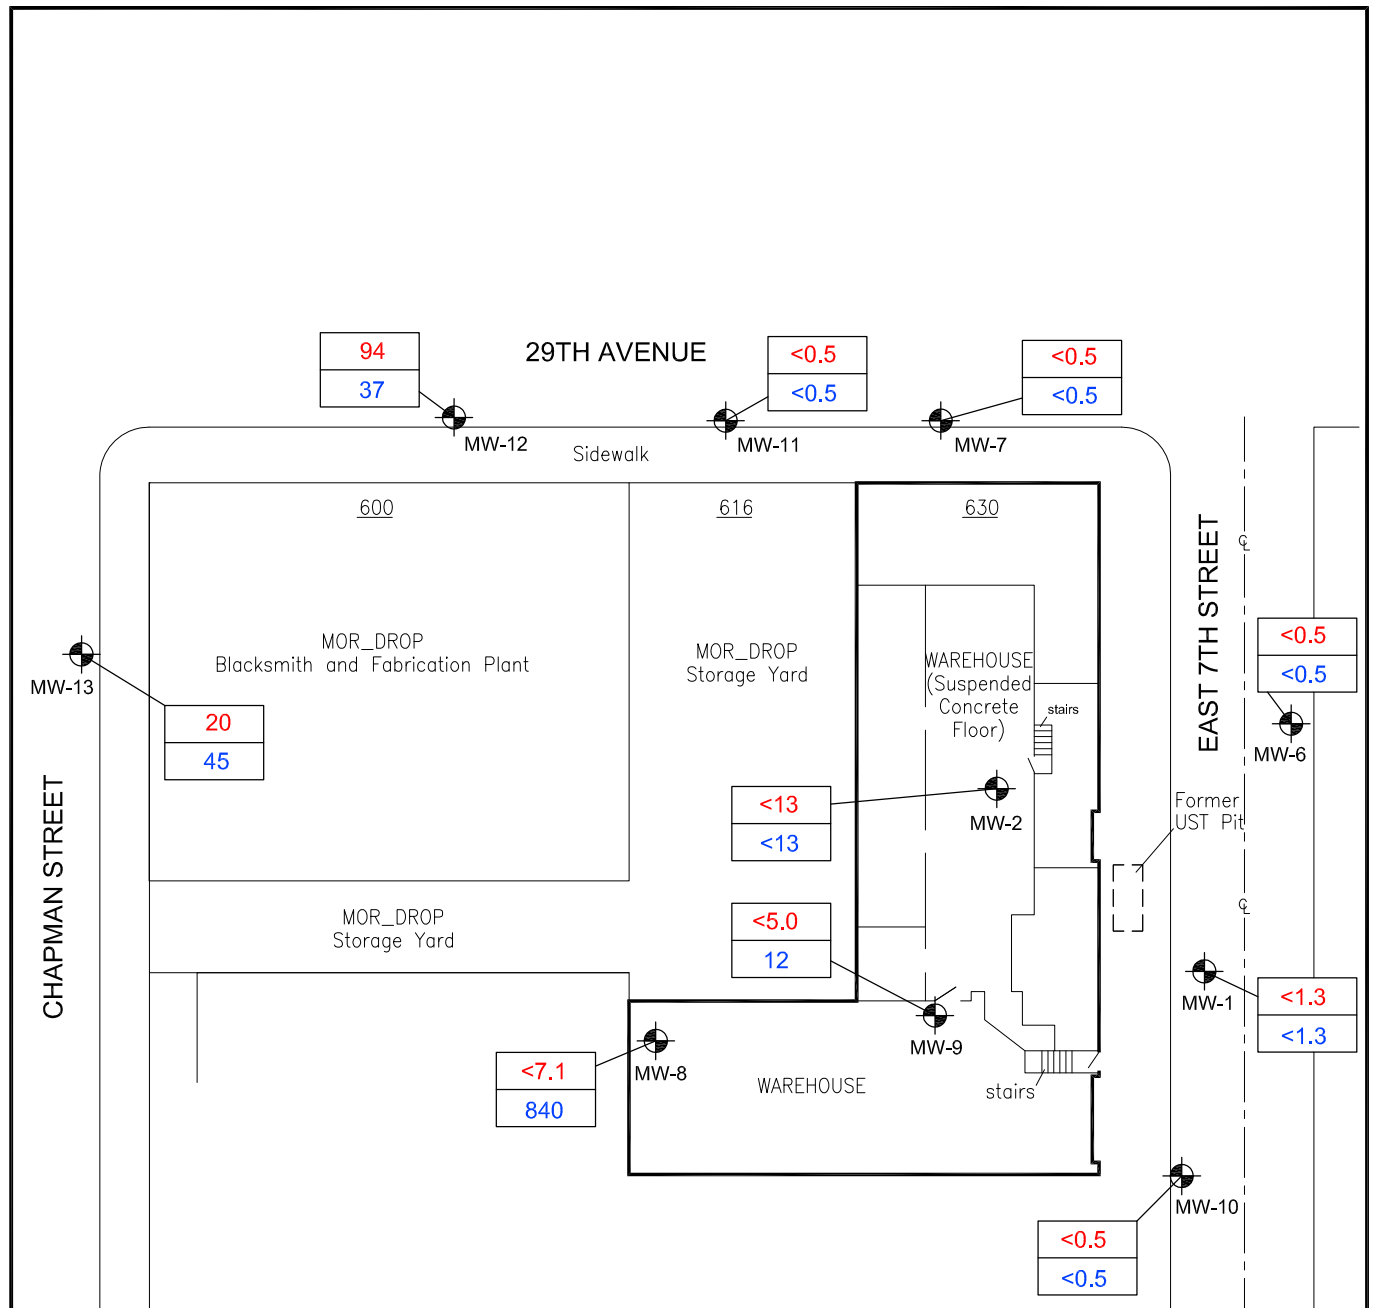 94
37
29TH AVENUE
<0.5
<0.5
<0.5
<0.5
MW-12
MW-11
MW-7
Sidewalk
600
616
630
EAST 7TH STREET
℄
<0.5
<0.5
MOR_DROP
Blacksmith and Fabrication Plant
MOR_DROP
Storage Yard
WAREHOUSE
(Suspended
Concrete
Floor)
stairs
MW-13
20
45
MW-6
<13
<13
MW-2
Former
UST Pit
CHAPMAN STREET
MOR_DROP
Storage Yard
<5.0
12
℄
MW-1
<1.3
<1.3
MW-9
MW-8
<7.1
840
WAREHOUSE
stairs
MW-10
<0.5
<0.5